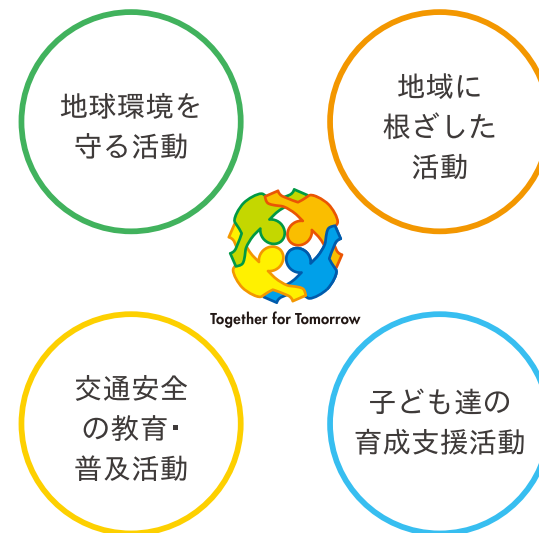 地球環境を
守る活動
地域に
根ざした
活動
Together for Tomorrow
交通安全
の教育・
普及活動
子ども達の
育成支援活動